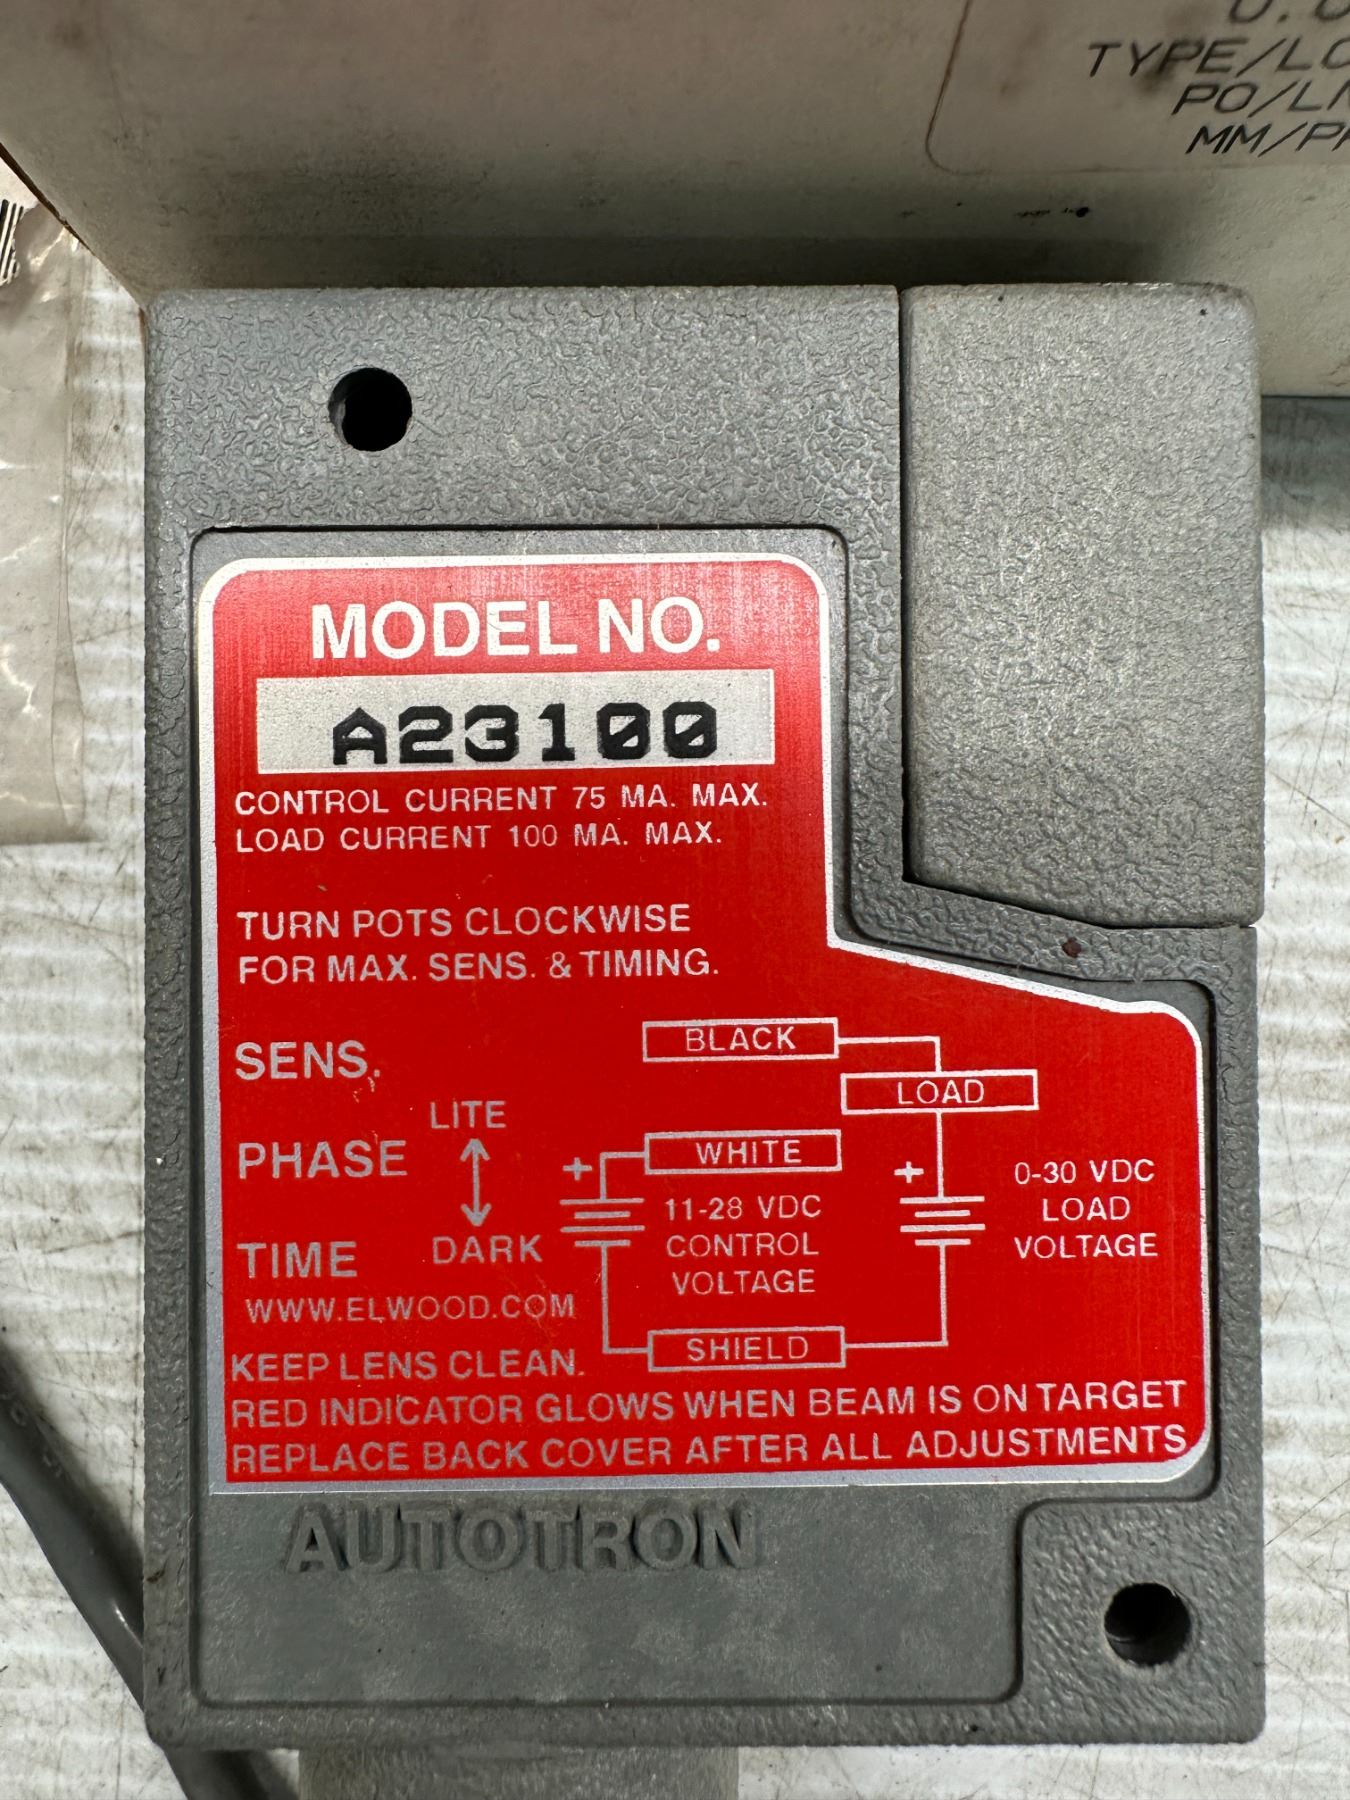 TYPE/LO
PO/LN
MM/P
MODEL NO.
A23100
CONTROL CURRENT 75 MA. MAX.
LOAD CURRENT 100 MA. MAX.
TURN POTS CLOCKWISE
FOR MAX. SENS. & TIMING.
SENS.
LITE
PHASE
DARK
TIME
BLACK
LOAD
WHITE
+
11-28 VDC
CONTROL
VOLTAGE
+
0-30 VDC
LOAD
VOLTAGE
SHIELD
WWW.ELWOOD.COM
KEEP LENS CLEAN.
RED INDICATOR GLOWS WHEN BEAM IS ON TARGET
REPLACE BACK COVER AFTER ALL ADJUSTMENTS
AUTOTRON